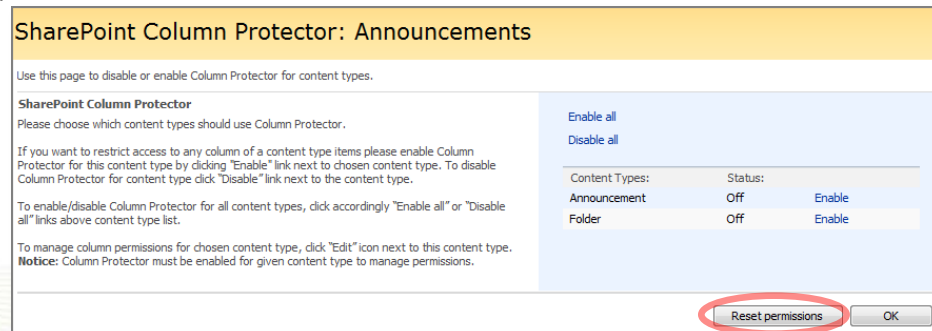 SharePoint Column Protector: Announcements
Use this page to disable or enable Column Protector for content types.
SharePoint Column Protector
Please choose which content types should use Column Protector.
If you want to restrict access to any column of a content type items please enable Column
Protector for this content type by clicking "Enable" link next to chosen content type. To disable
Column Protector for content type click "Disable" link next to the content type.
To enable/disable Column Protector for all content types, click accordingly "Enable all" or "Disable
all" links above content type list.
To manage column permissions for chosen content type, click "Edit" icon next to this content type.
Notice: Column Protector must be enabled for given content type to manage permissions.
Enable all
Disable all
Content Types: Status:
Announcement Off Enable
Folder Off Enable
Reset permissions OK